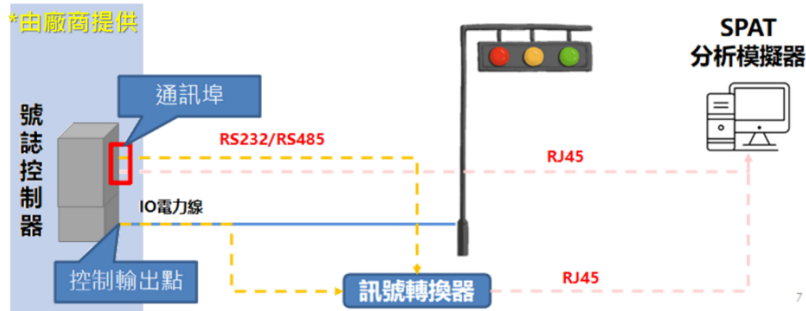 *由廠商提供
SPAT
分析模擬器
通訊埠
號誌控制器
RS232/RS485
RJ45
IO電力線
控制輸出點
訊號轉換器
RJ45
7